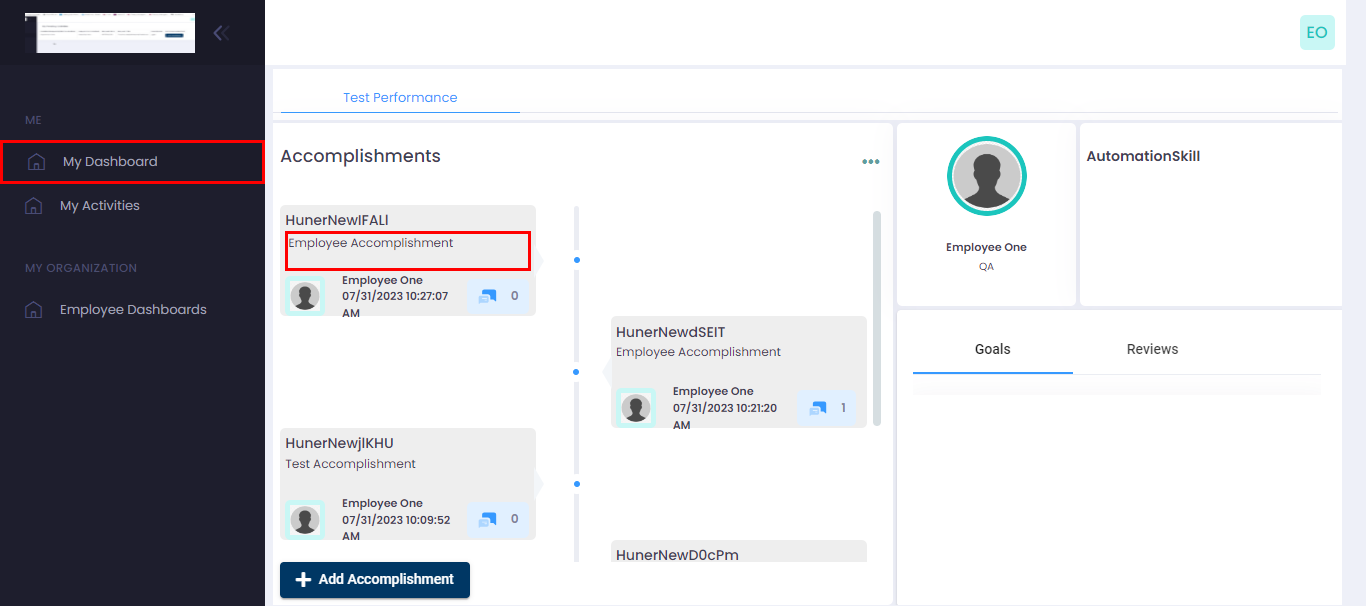 EO
ME
My Dashboard
My Activities
MY ORGANIZATION
Employee Dashboards
Test Performance
Accomplishments
HunerNewIFALI
Employee Accomplishment
Employee One
07/31/2023 10:27:07
AM
0
HunerNewdSEIT
Employee Accomplishment
Employee One
07/31/2023 10:21:20
AM
1
HunerNewjIKHU
Test Accomplishment
Employee One
07/31/2023 10:09:52
AM
0
HunerNewD0cPm
Add Accomplishment
Employee One
QA
AutomationSkill
Goals
Reviews